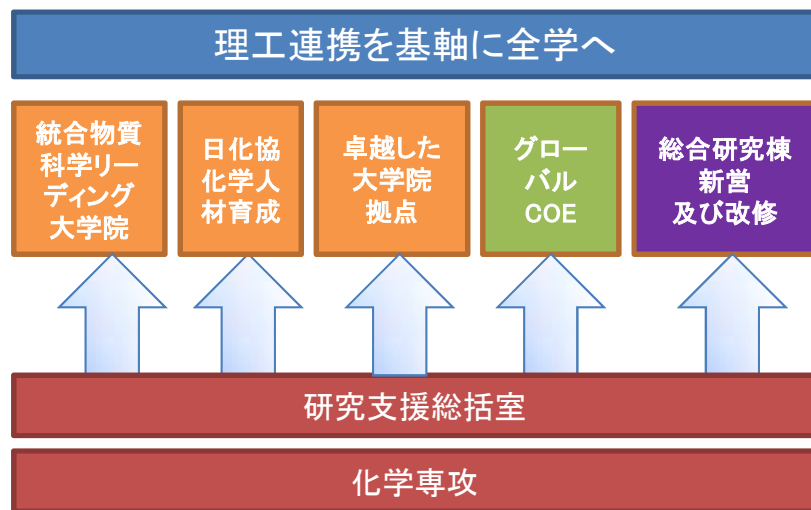 理工連携を基軸に全学へ
統合物質
科学リー
ディング
大学院
日化協
化学人
材育成
卓越した
大学院
拠点
グロー
バル
COE
総合研究棟
新営
及び改修
研究支援総括室
化学専攻